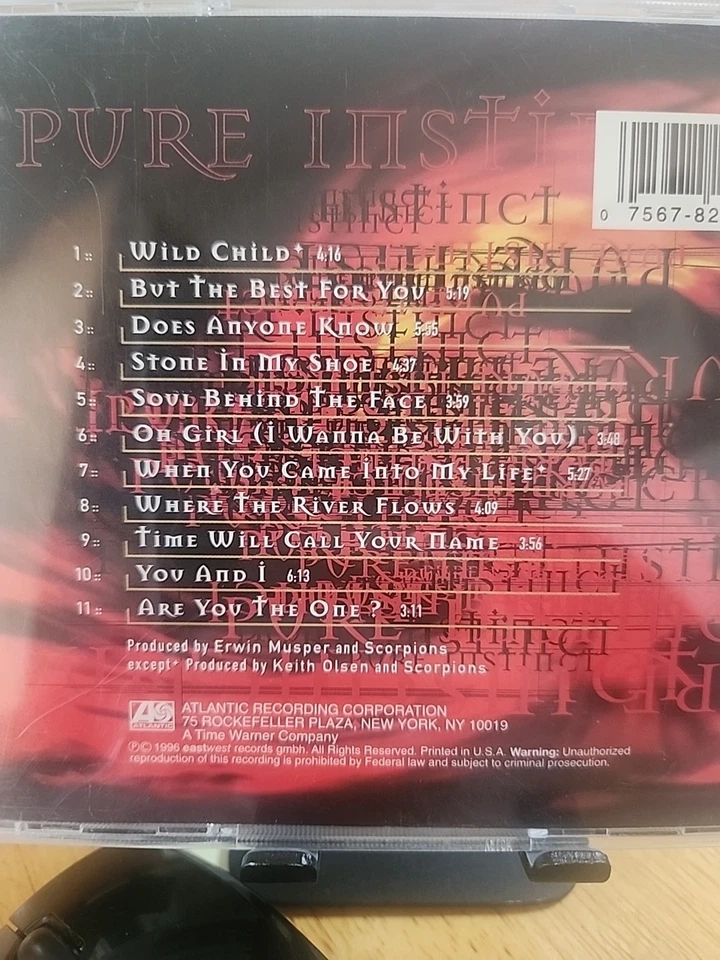 PURE INSTIN
instinct
0 7567-82
1:: WILD CHILD+ 4:16
2:: BUT THE BEST FOR YOU 5:19
3:: DOES ANYONE KNOW 5:55
4:: STONE IN MY SHOE 4:37
5:: SOUL BEHIND THE FACE 3:59
6:: OH GIRL (I WANNA BE WITH YOU) 3:48
7:: WHEN YOU CAME INTO MY LIFE+ 5:27
8:: WHERE THE RIVER FLOWS 4:09
9:: TIME WILL CALL YOUR NAME 3:56
10:: YOU AND I 6:13
11:: ARE YOU THE ONE? 3:11
Produced by Erwin Musper and Scorpions
except+ Produced by Keith Olsen and Scorpions
ATLANTIC
ATLANTIC RECORDING CORPORATION
75 ROCKEFELLER PLAZA, NEW YORK, NY 10019
A Time Warner Company
℗© 1996 eastwest records gmbh. All Rights Reserved. Printed in U.S.A. Warning: Unauthorized
reproduction of this recording is prohibited by Federal law and subject to criminal prosecution.